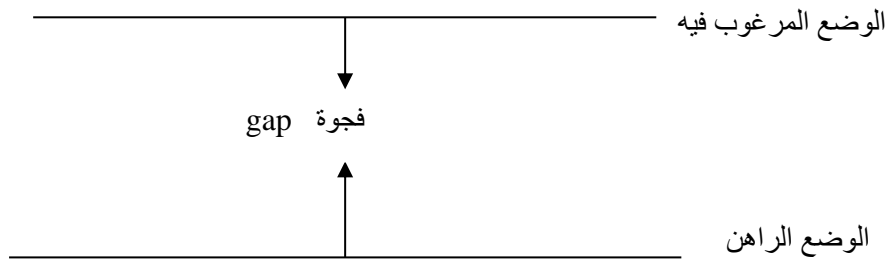 الوضع المرغوب فيه
فجوة gap
الوضع الراهن